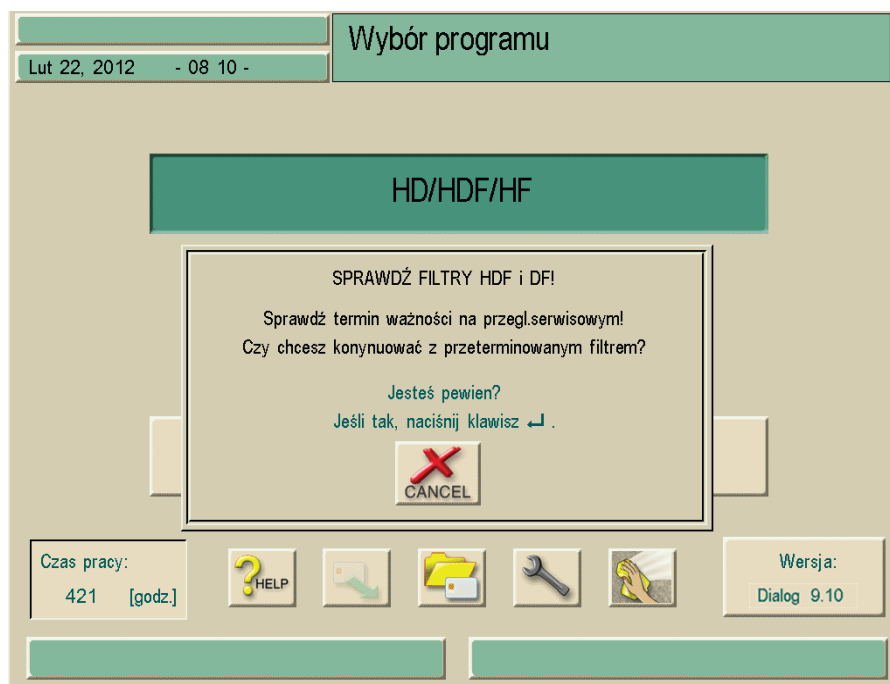 Wybór programu
Lut 22, 2012 - 08 10 -
HD/HDF/HF
SPRAWDŹ FILTRY HDF i DF!
Sprawdź termin ważności na przegl.serwisowym!
Czy chcesz konynuować z przeterminowanym filtrem?
Jesteś pewien?
Jeśli tak, naciśnij klawisz ↵ .
CANCEL
Czas pracy:
421 [godz.]
HELP
Wersja:
Dialog 9.10